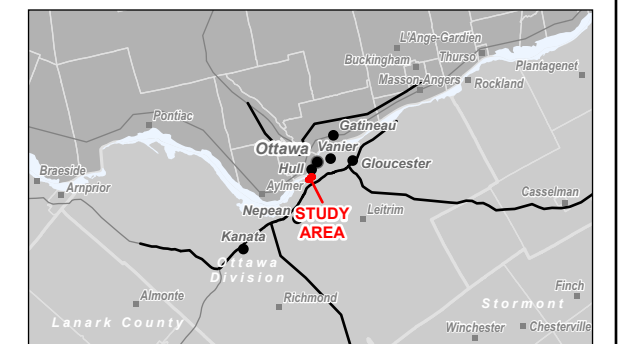 L'Ange-Gardien
Buckingham
Thurso
Plantagenet
Masson-Angers
Rockland
Pontiac
Gatineau
Ottawa
Vanier
Hull
Gloucester
Braeside
Aylmer
Arnprior
Casselman
Nepean
STUDY
AREA
Leitrim
Kanata
Ottawa
Division
Finch
Almonte
Richmond
Stormont
Lanark County
Winchester
Chesterville